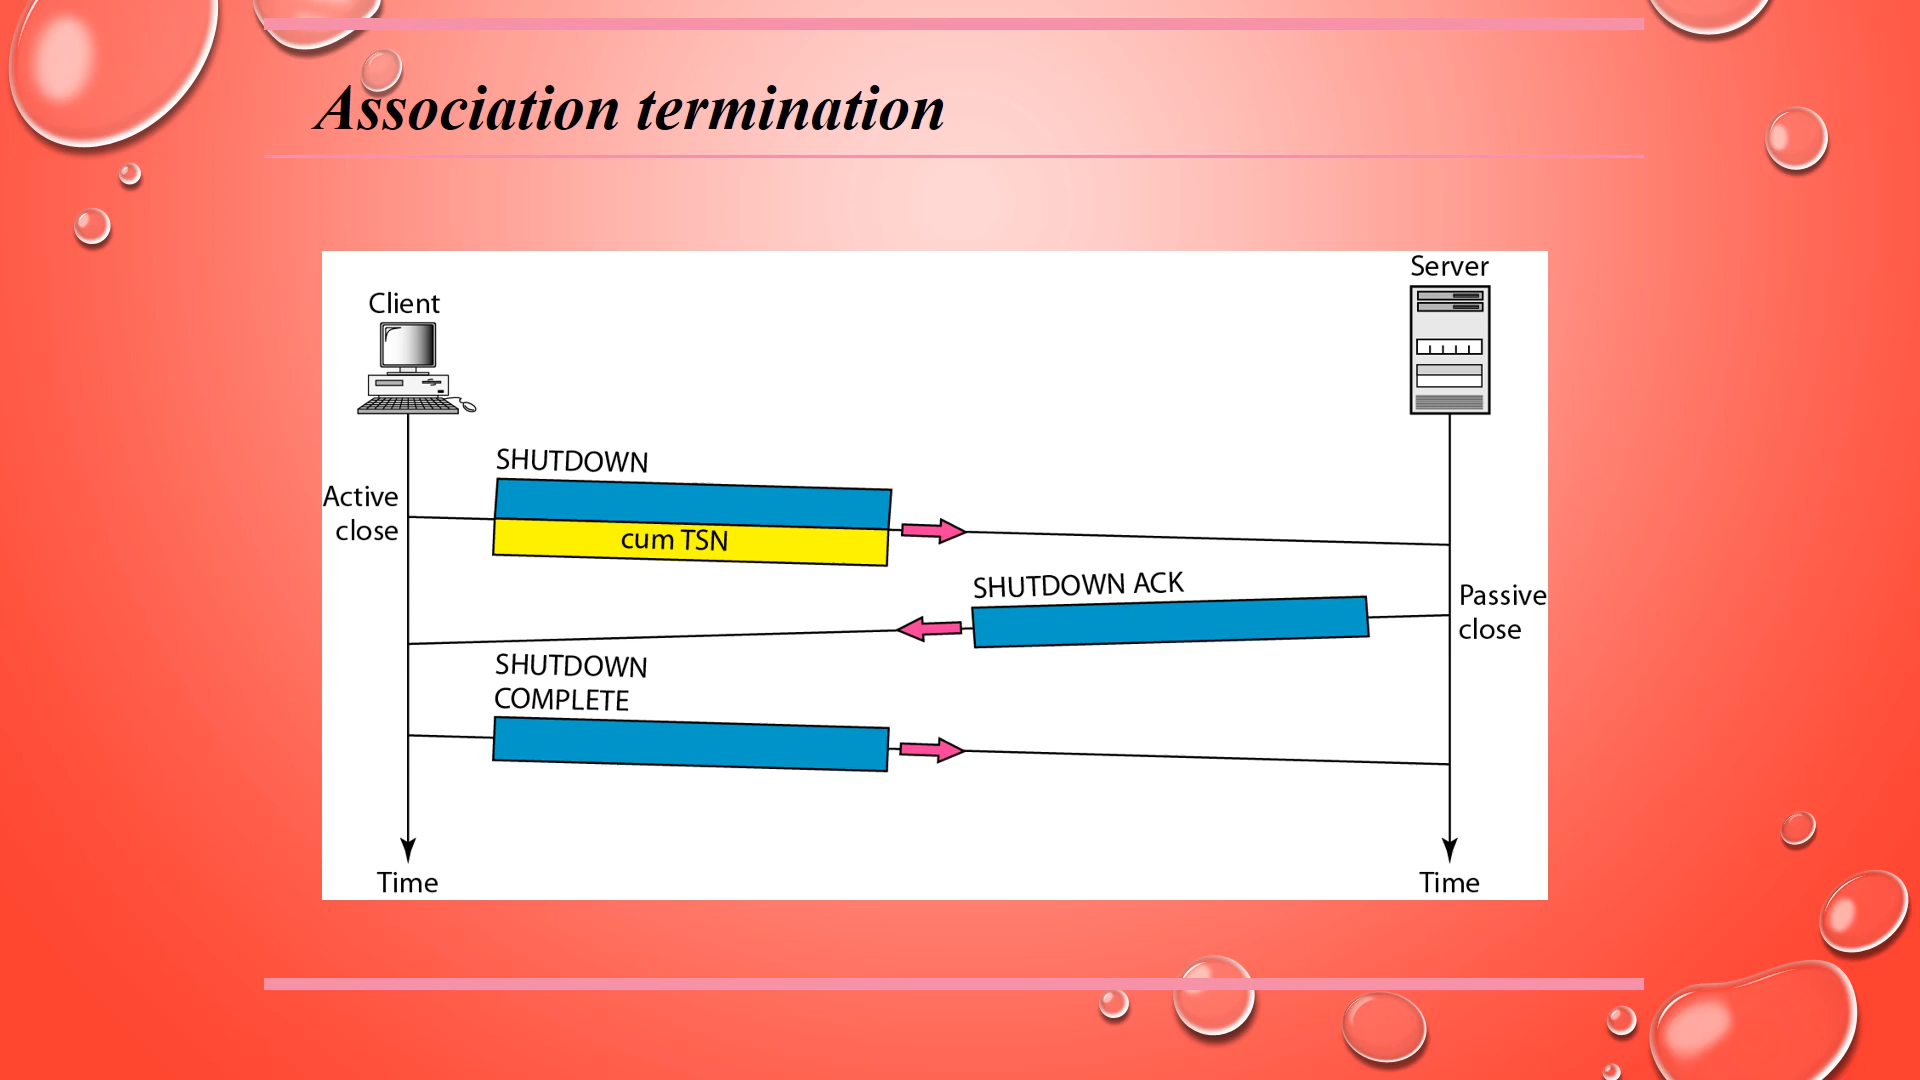 Association termination
Server
Client
SHUTDOWN
Active
close
cum TSN
SHUTDOWN ACK
Passive
close
SHUTDOWN
COMPLETE
Time
Time